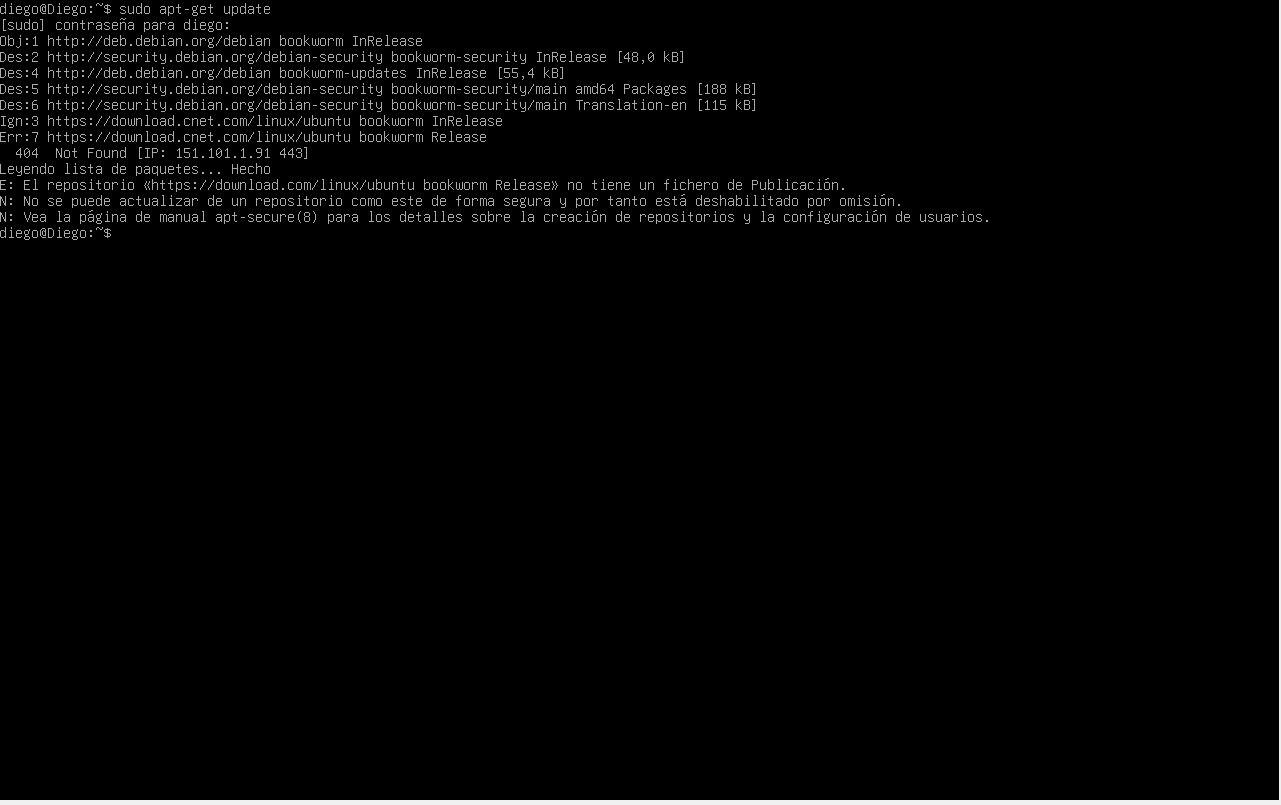 diego@Diego:~$ sudo apt-get update
[sudo] contraseña para diego:
Obj:1 http://deb.debian.org/debian bookworm InRelease
Des:2 http://security.debian.org/debian-security bookworm-security InRelease [48,0 kB]
Des:4 http://deb.debian.org/debian bookworm-updates InRelease [55,4 kB]
Des:5 http://security.debian.org/debian-security bookworm-security/main amd64 Packages [188 kB]
Des:6 http://security.debian.org/debian-security bookworm-security/main Translation-en [115 kB]
Ign:3 https://download.cnet.com/linux/ubuntu bookworm InRelease
Err:7 https://download.cnet.com/linux/ubuntu bookworm Release
  404  Not Found [IP: 151.101.1.91 443]
Leyendo lista de paquetes... Hecho
E: El repositorio «https://download.com/linux/ubuntu bookworm Release» no tiene un fichero de Publicación.
N: No se puede actualizar de un repositorio como este de forma segura y por tanto está deshabilitado por omisión.
N: Vea la página de manual apt-secure(8) para los detalles sobre la creación de repositorios y la configuración de usuarios.
diego@Diego:~$